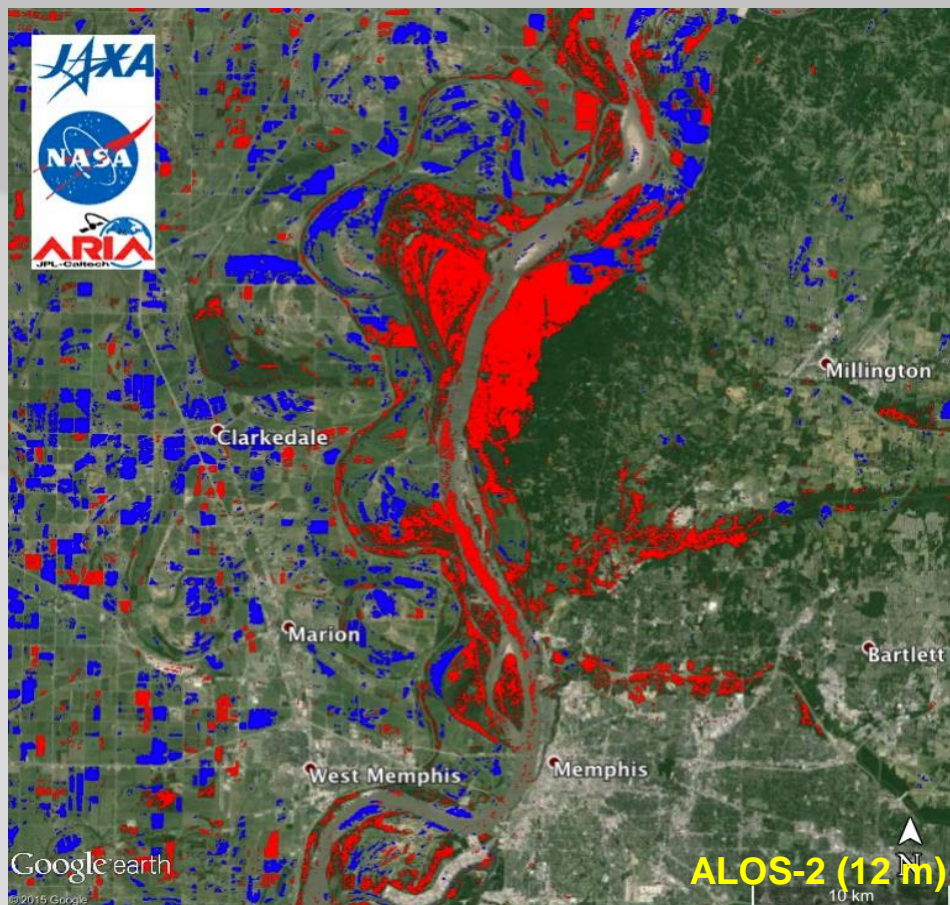 JAXA
NASA
ARIA
JPL-Caltech
Millington
Clarkedale
Marion
Bartlett
West Memphis
Memphis
N
Google earth
ALOS-2 (12 m)
© 2015 Google
10 km